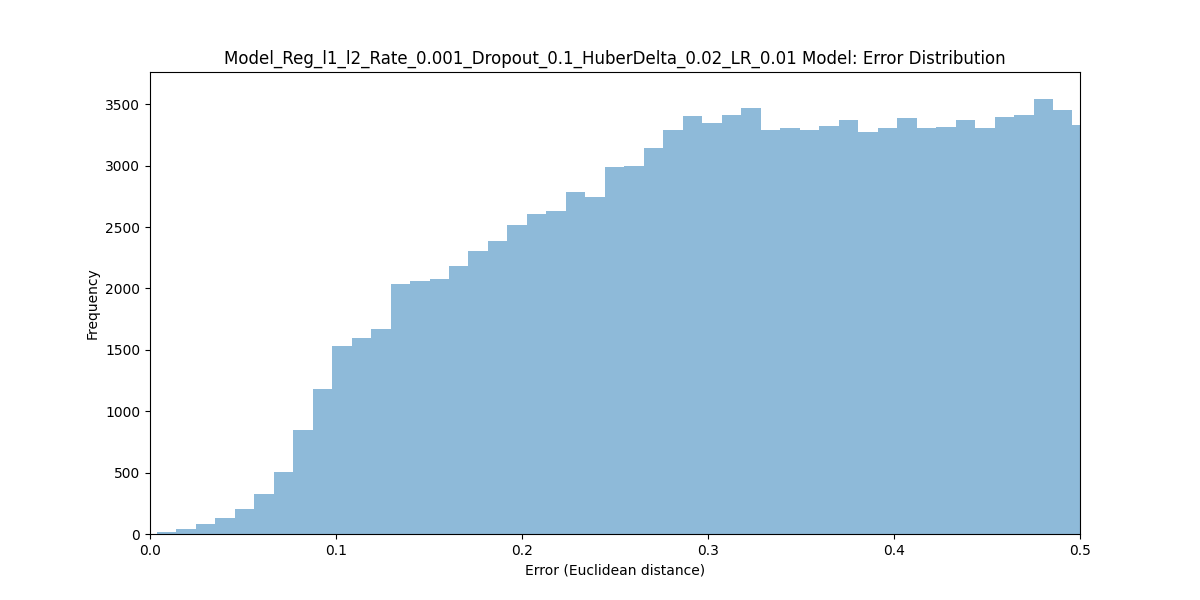 Model_Reg_l1_l2_Rate_0.001_Dropout_0.1_HuberDelta_0.02_LR_0.01 Model: Error Distribution
3500
3000
2500
2000
1500
1000
500
0
Frequency
0.0 0.1 0.2 0.3 0.4 0.5
Error (Euclidean distance)